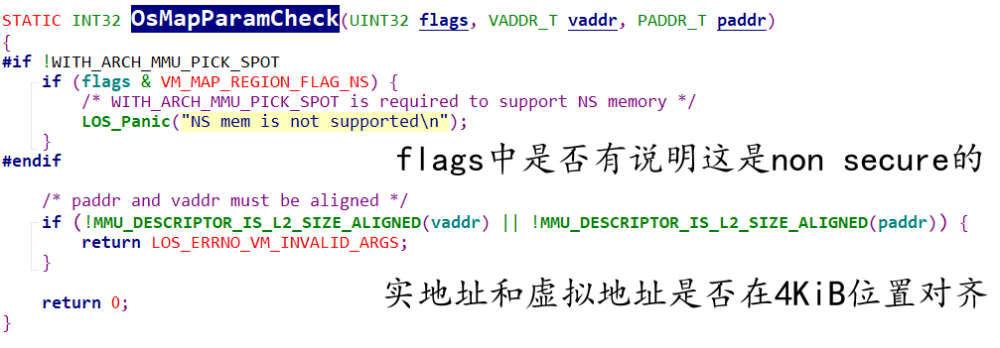 STATIC INT32 OsMapParamCheck(UINT32 flags, VADDR_T vaddr, PADDR_T paddr)
{
#if !WITH_ARCH_MMU_PICK_SPOT
    if (flags & VM_MAP_REGION_FLAG_NS) {
        /* WITH_ARCH_MMU_PICK_SPOT is required to support NS memory */
        LOS_Panic("NS mem is not supported\n");
    }
#endif
flags中是否有说明这是non secure的
    /* paddr and vaddr must be aligned */
    if (!MMU_DESCRIPTOR_IS_L2_SIZE_ALIGNED(vaddr) || !MMU_DESCRIPTOR_IS_L2_SIZE_ALIGNED(paddr)) {
        return LOS_ERRNO_VM_INVALID_ARGS;
    }
实地址和虚拟地址是否在4KiB位置对齐
    return 0;
}